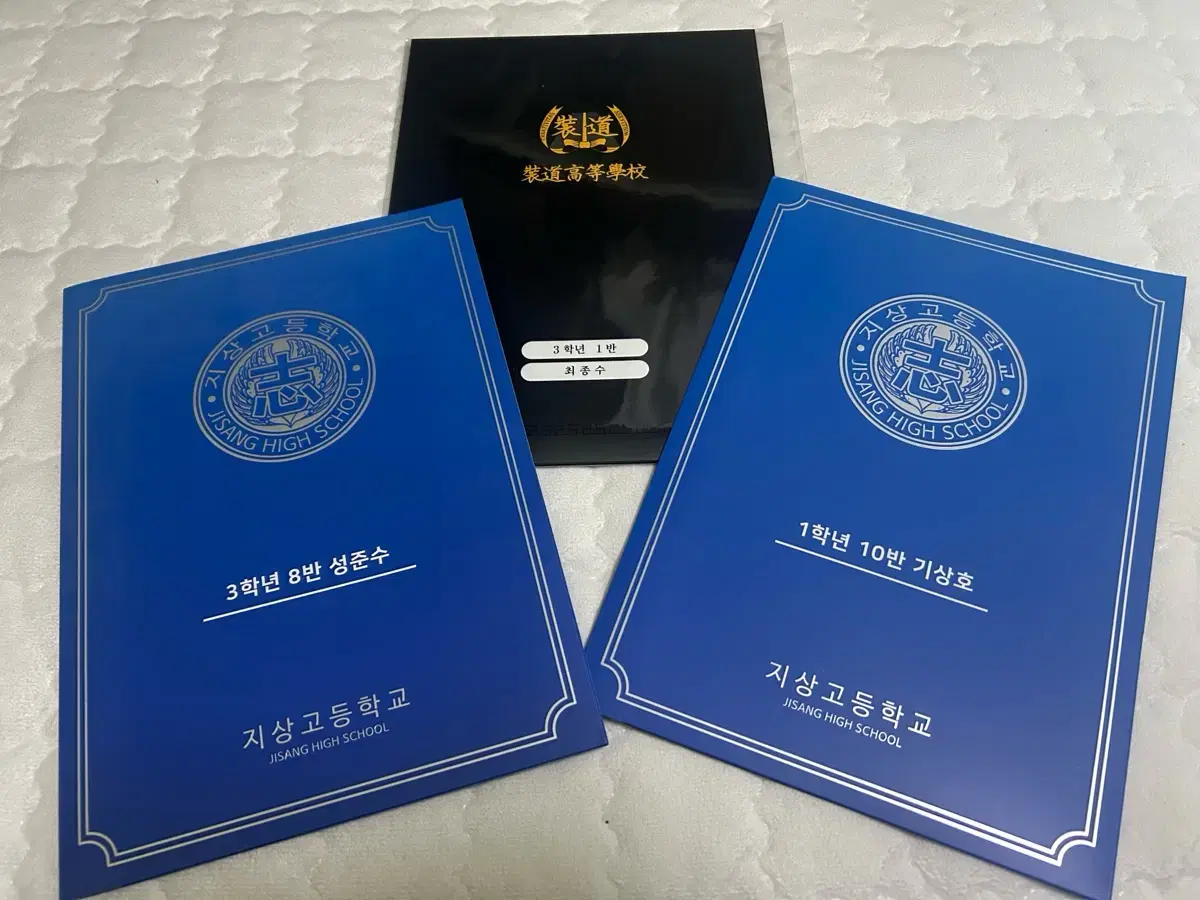 裝道
裝道高等學校
3학년 1반
최종수
지상고등학교
志
JISANG HIGH SCHOOL
3학년 8반 성준수
지상고등학교
JISANG HIGH SCHOOL
지상고등학교
志
JISANG HIGH SCHOOL
1학년 10반 기상호
지상고등학교
JISANG HIGH SCHOOL